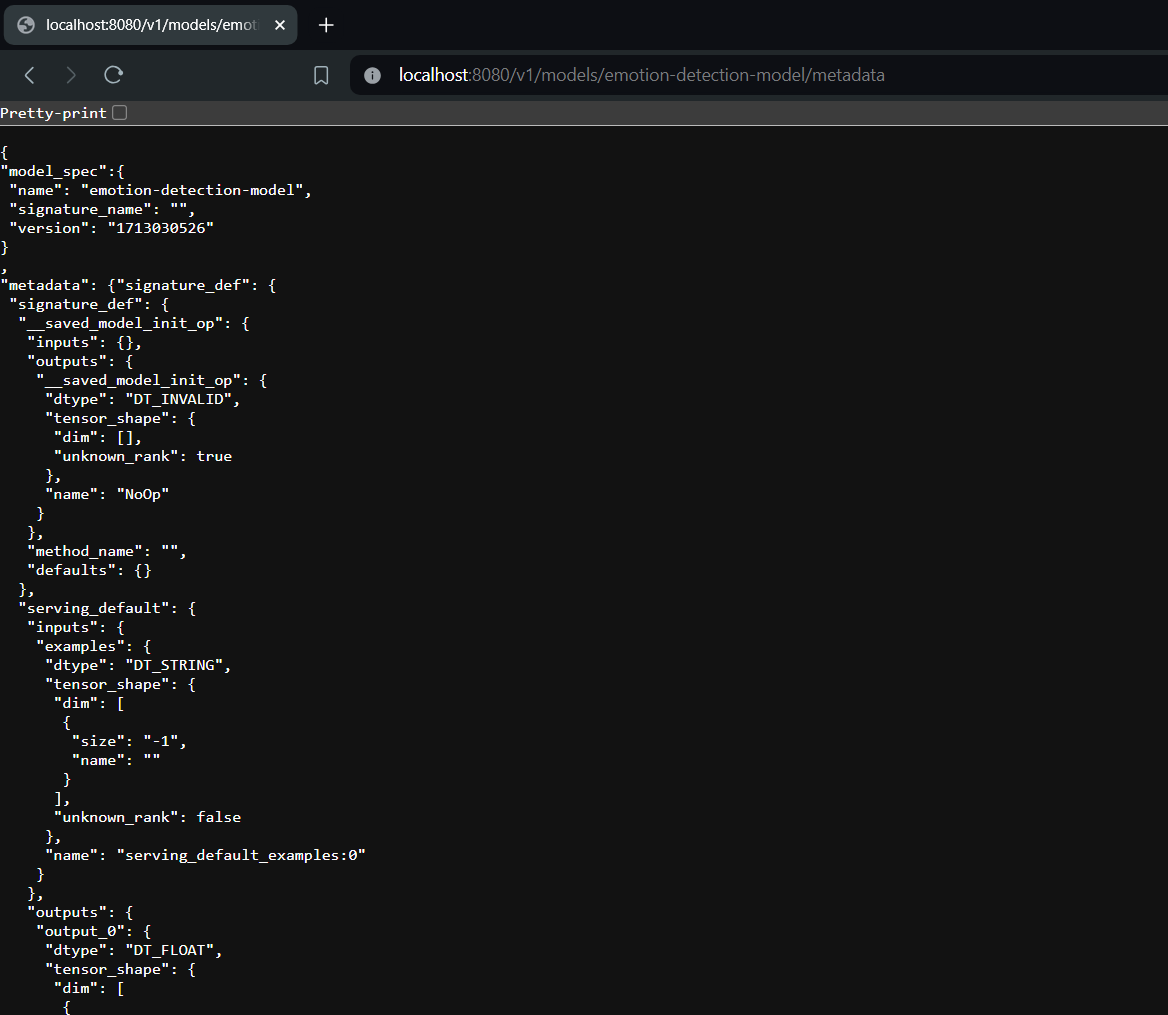 localhost:8080/v1/models/emot
localhost:8080/v1/models/emotion-detection-model/metadata
Pretty-print
{
"model_spec":{
 "name": "emotion-detection-model",
 "signature_name": "",
 "version": "1713030526"
}
,
"metadata": {"signature_def": {
 "signature_def": {
  "__saved_model_init_op": {
   "inputs": {},
   "outputs": {
    "__saved_model_init_op": {
     "dtype": "DT_INVALID",
     "tensor_shape": {
      "dim": [],
      "unknown_rank": true
     },
     "name": "NoOp"
    }
   },
   "method_name": "",
   "defaults": {}
  },
  "serving_default": {
   "inputs": {
    "examples": {
     "dtype": "DT_STRING",
     "tensor_shape": {
      "dim": [
       {
        "size": "-1",
        "name": ""
       }
      ],
      "unknown_rank": false
     },
     "name": "serving_default_examples:0"
    }
   },
   "outputs": {
    "output_0": {
     "dtype": "DT_FLOAT",
     "tensor_shape": {
      "dim": [
       {